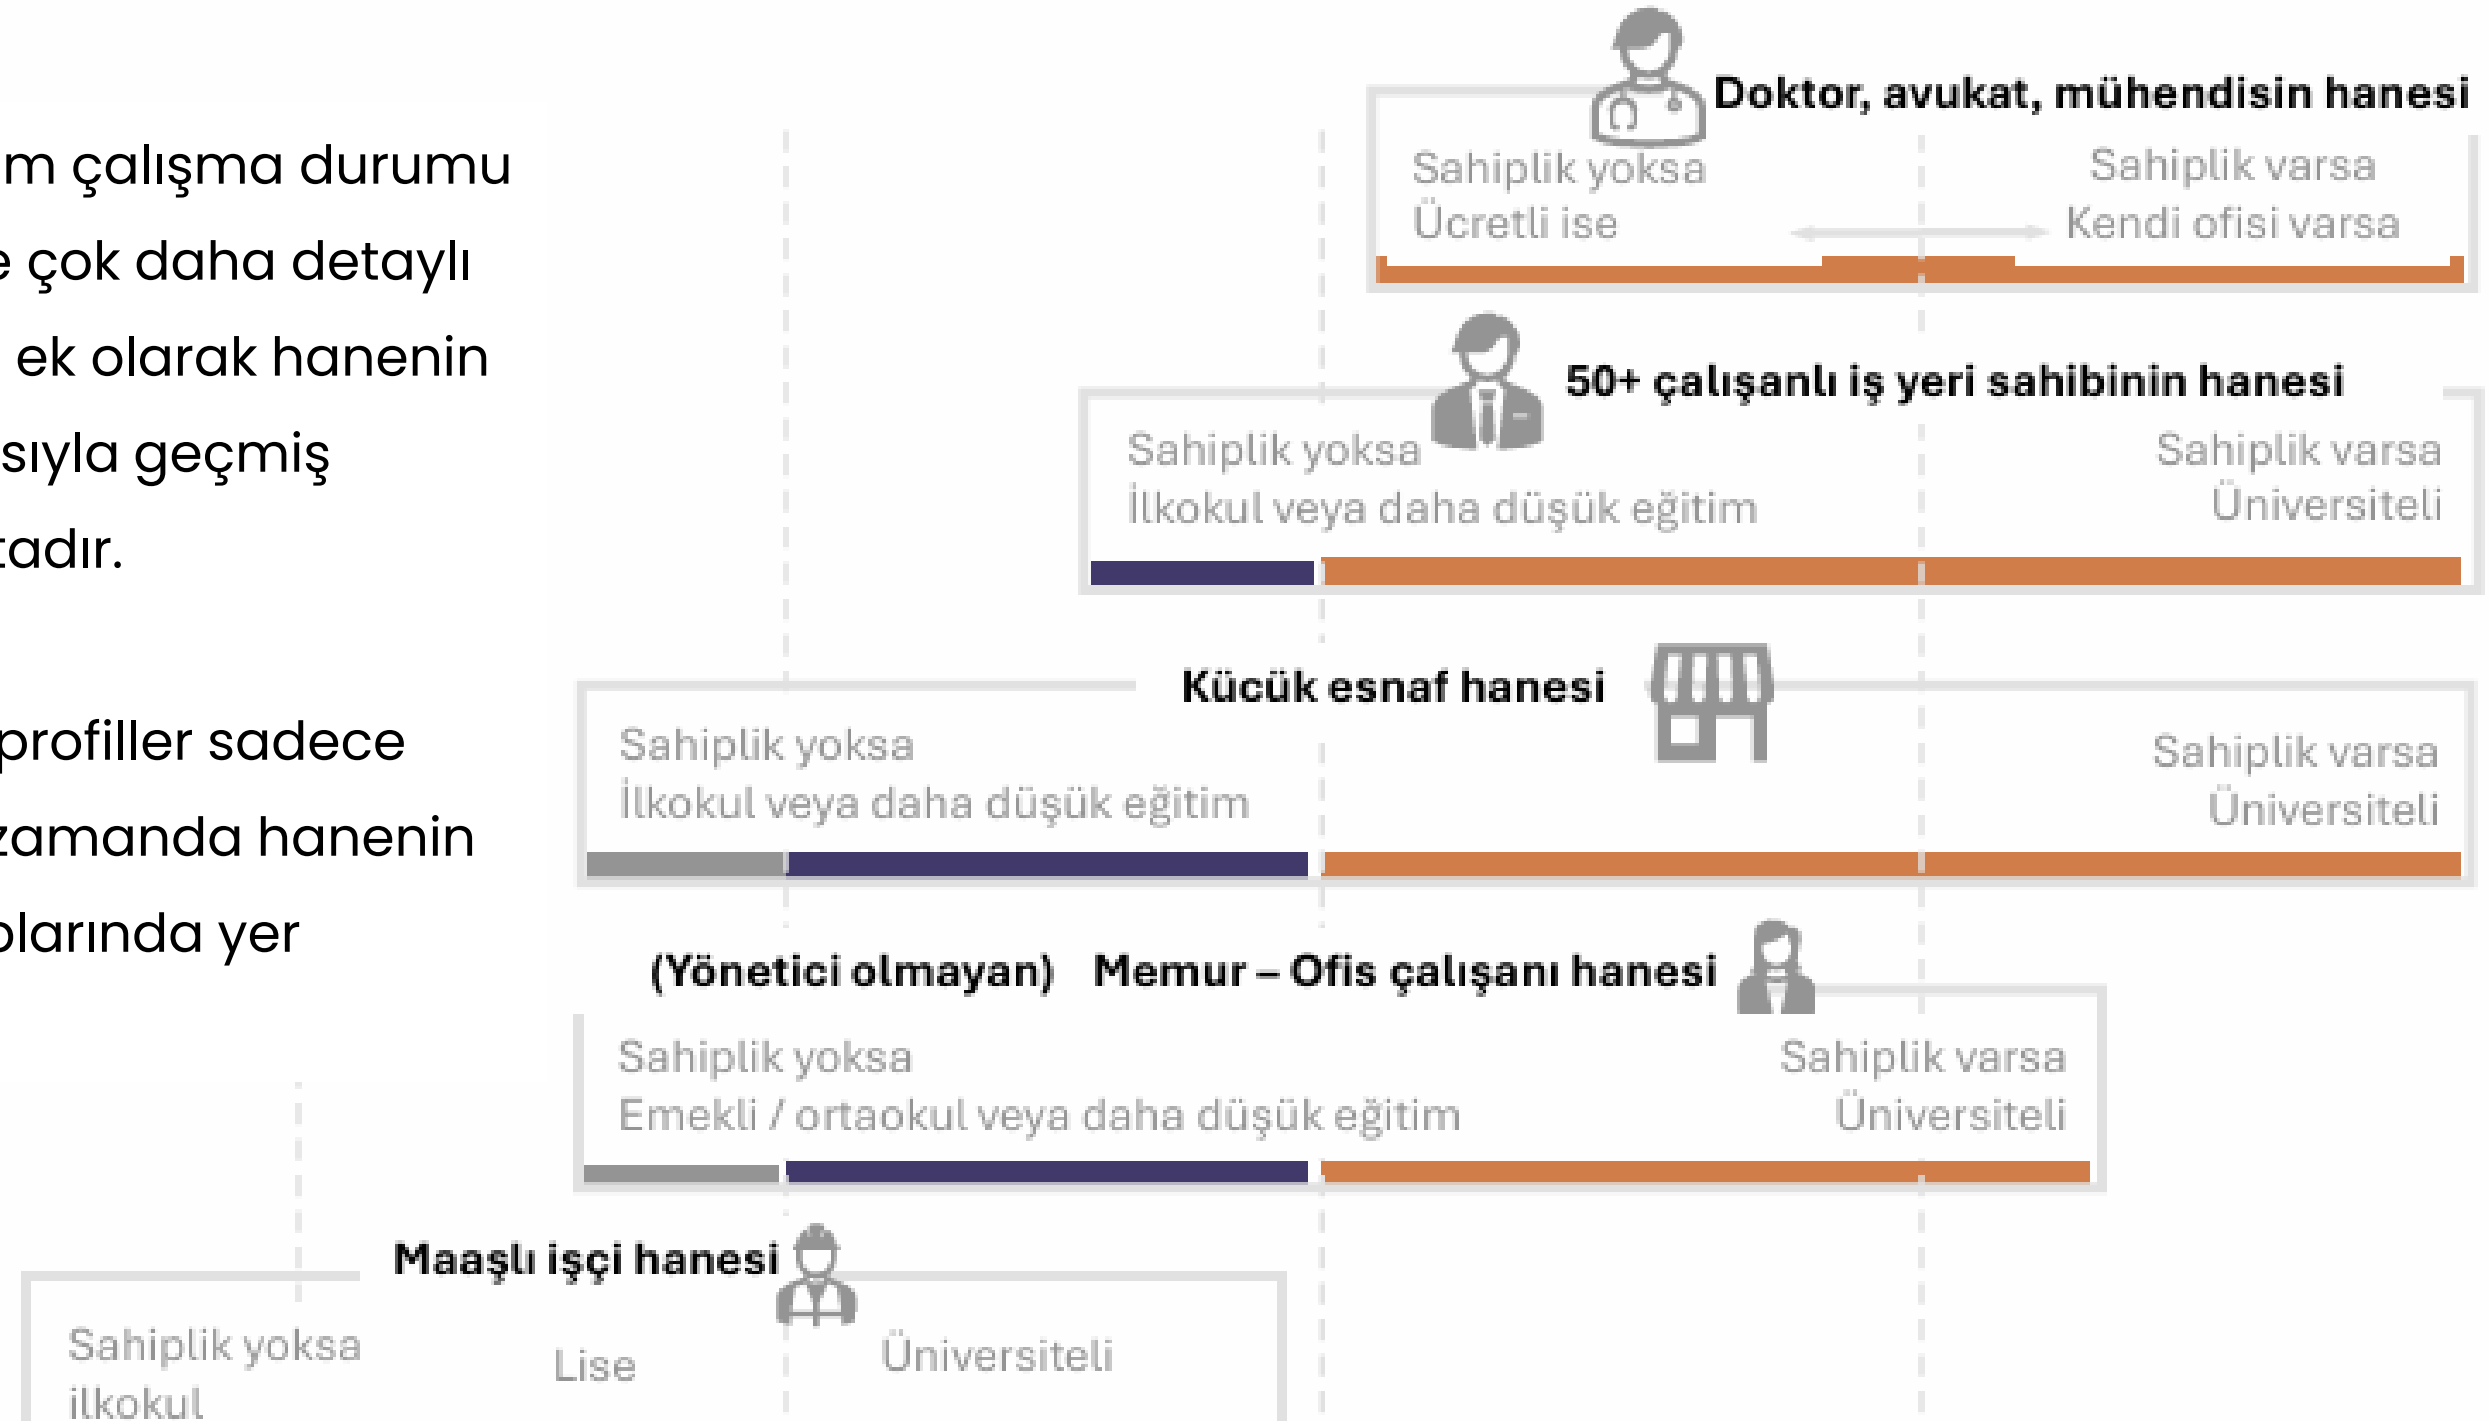 m çalışma durumu
e çok daha detaylı
ek olarak hanenin
sıyla geçmiş
tadır.
profiller sadece
zamanda hanenin
plarında yer
Doktor, avukat, mühendisin hanesi
Sahiplik yoksa
Ücretli ise
Sahiplik varsa
Kendi ofisi varsa
50+ çalışanlı iş yeri sahibinin hanesi
Sahiplik yoksa
İlkokul veya daha düşük eğitim
Sahiplik varsa
Üniversiteli
Kücük esnaf hanesi
Sahiplik yoksa
İlkokul veya daha düşük eğitim
Sahiplik varsa
Üniversiteli
(Yönetici olmayan) Memur – Ofis çalışanı hanesi
Sahiplik yoksa
Emekli / ortaokul veya daha düşük eğitim
Sahiplik varsa
Üniversiteli
Maaşlı işçi hanesi
Sahiplik yoksa
ilkokul
Lise
Üniversiteli